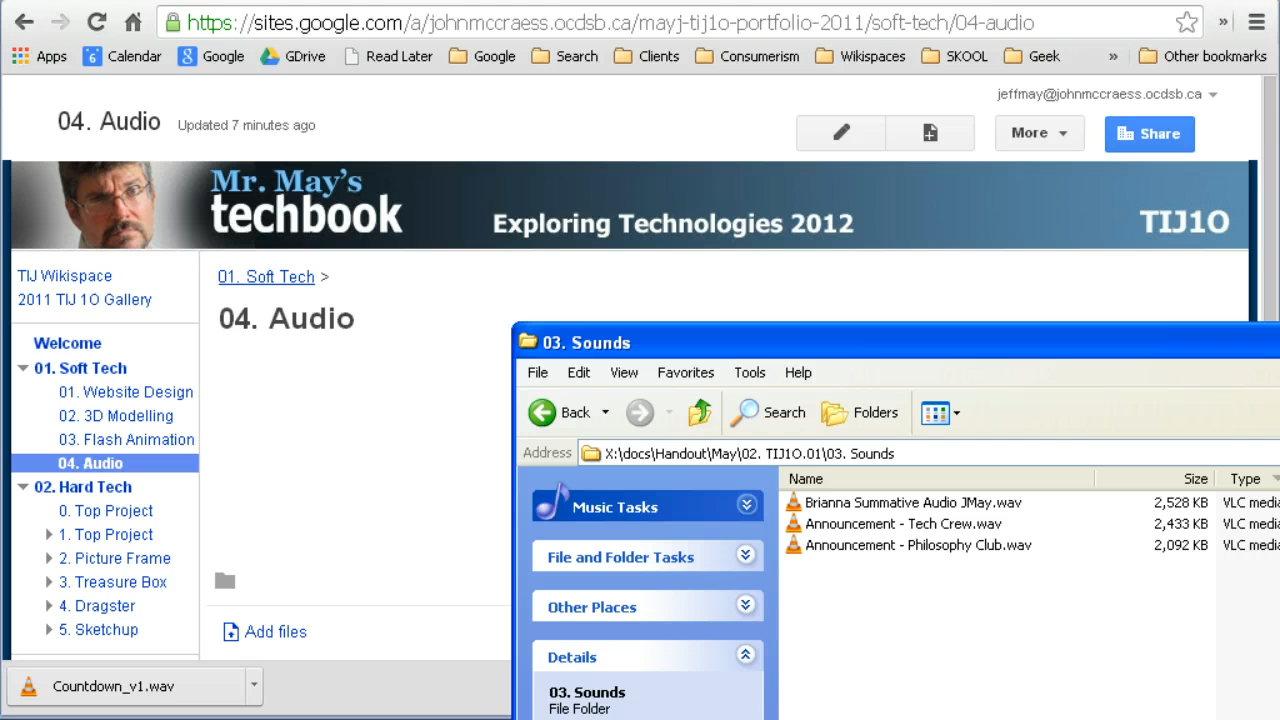 https://sites.google.com/a/johnmccraess.ocdsb.ca/mayj-tij1o-portfolio-2011/soft-tech/04-audio
Apps 6 Calendar 8 Google GDrive Read Later Google Search Clients Consumerism Wikispaces SKOOL Geek » Other bookmarks
jeffmay@johnmccraess.ocdsb.ca
04. Audio Updated 7 minutes ago
More Share
Mr. May's
techbook Exploring Technologies 2012 TIJ1O
TIJ Wikispace
2011 TIJ 1O Gallery
Welcome
01. Soft Tech
01. Website Design
02. 3D Modelling
03. Flash Animation
04. Audio
02. Hard Tech
0. Top Project
1. Top Project
2. Picture Frame
3. Treasure Box
4. Dragster
5. Sketchup
01. Soft Tech >
04. Audio
Add files
Countdown_v1.wav
03. Sounds
File Edit View Favorites Tools Help
Back Search Folders
Address X:\docs\Handout\May\02. TIJ1O.01\03. Sounds
Music Tasks
File and Folder Tasks
Other Places
Details
03. Sounds
File Folder
Name Size Type
Brianna Summative Audio JMay.wav 2,528 KB VLC media
Announcement - Tech Crew.wav 2,433 KB VLC media
Announcement - Philosophy Club.wav 2,092 KB VLC media